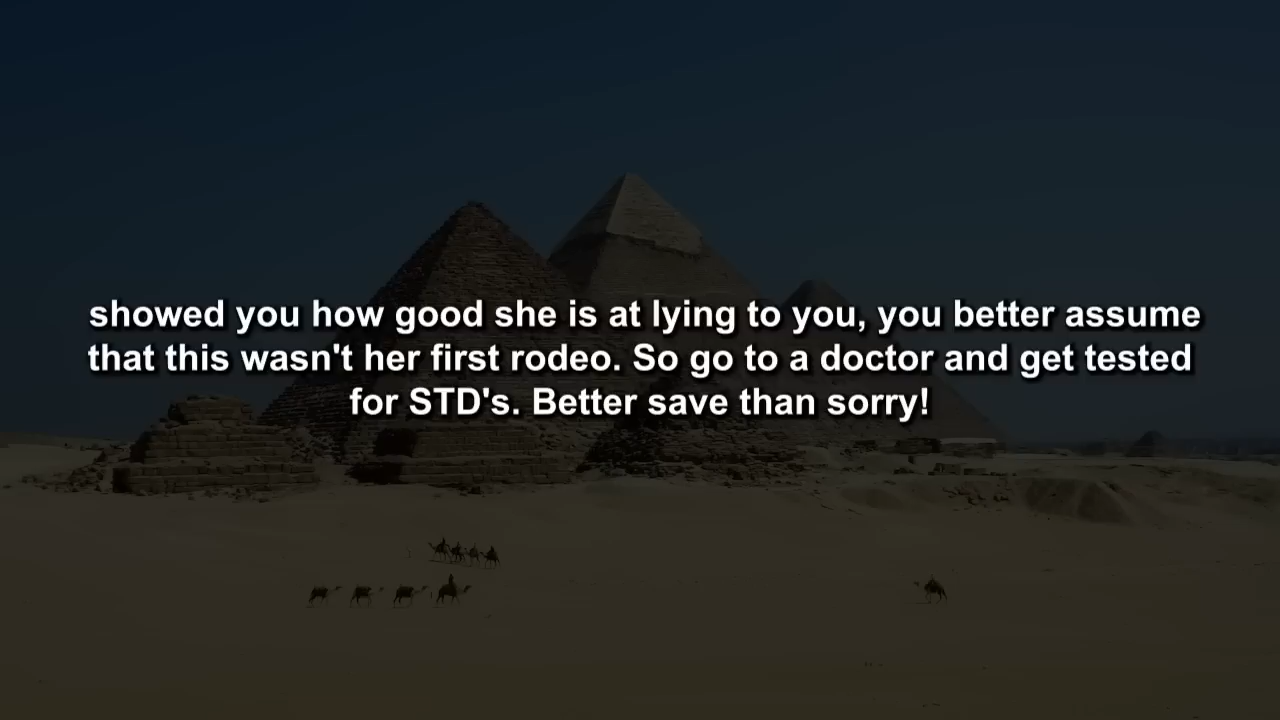 showed you how good she is at lying to you, you better assume
that this wasn't her first rodeo. So go to a doctor and get tested
for STD's. Better save than sorry!